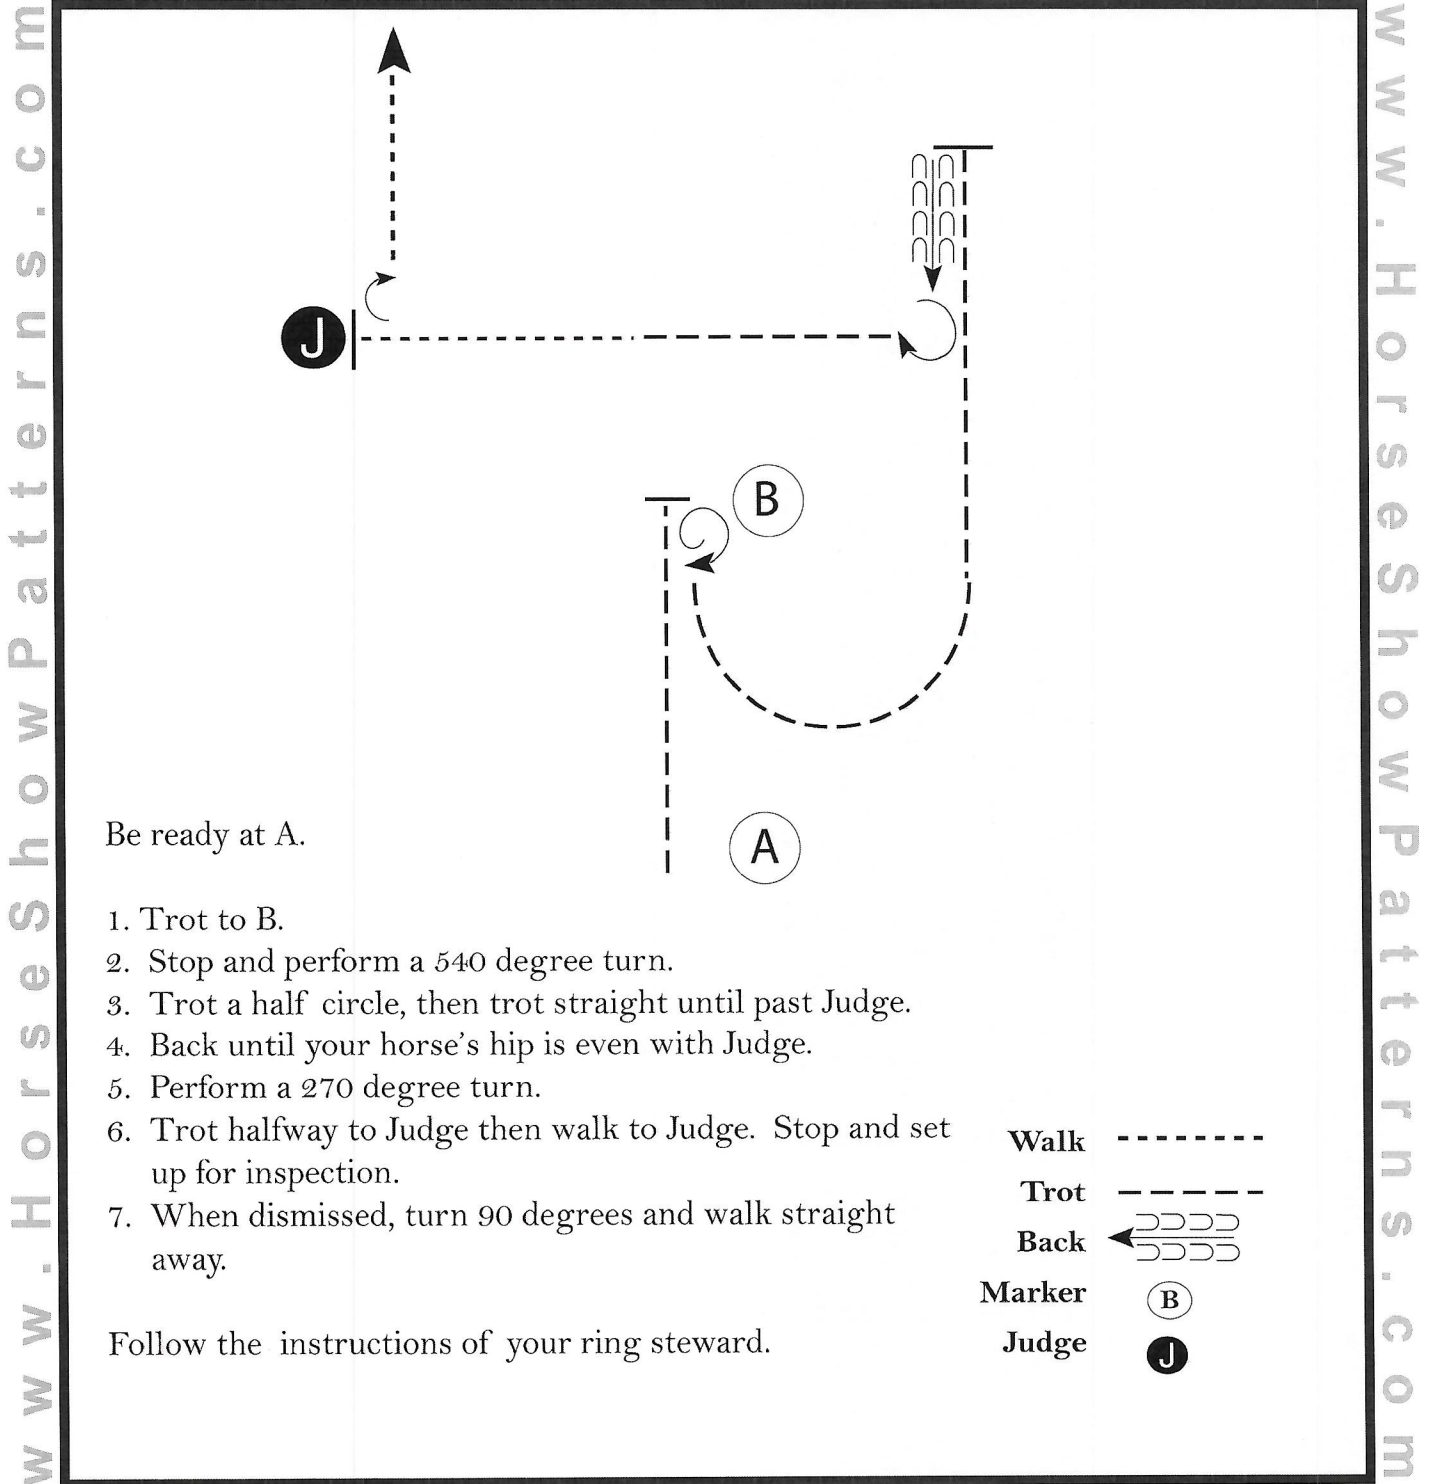 www.HorseShowPatterns.com
www.HorseShowPatterns.com
J
B
A
Be ready at A.
1. Trot to B.
2. Stop and perform a 540 degree turn.
3. Trot a half circle, then trot straight until past Judge.
4. Back until your horse's hip is even with Judge.
5. Perform a 270 degree turn.
6. Trot halfway to Judge then walk to Judge. Stop and set
up for inspection.
7. When dismissed, turn 90 degrees and walk straight
away.
Follow the instructions of your ring steward.
Walk
Trot
Back
Marker B
Judge J